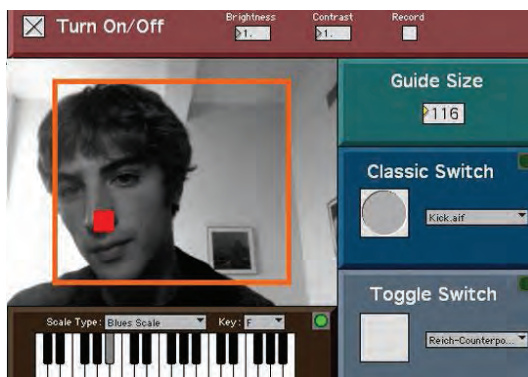 Turn On/Off
Brightness
Contrast
Record
1.
1.
Guide Size
116
Classic Switch
Kick.aif
Toggle Switch
Reich-Counterpo...
Scale Type: Blues Scale
Key: F